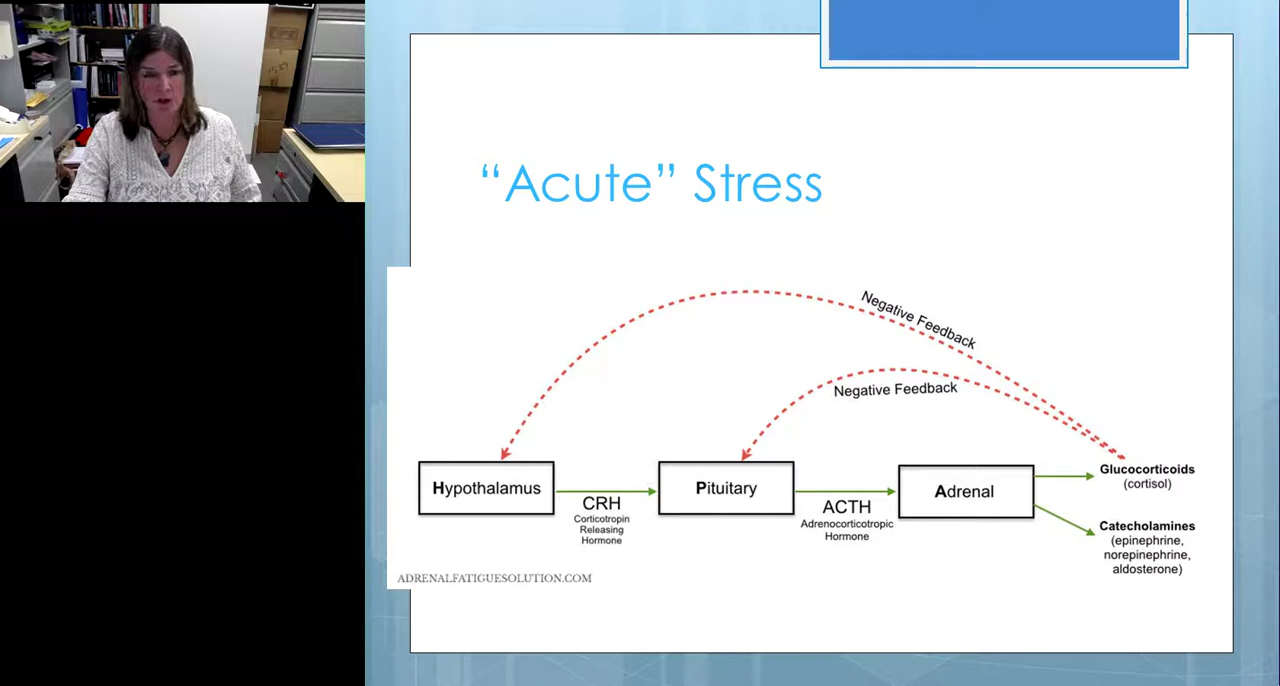 “Acute” Stress
Negative Feedback
Negative Feedback
Hypothalamus
CRH
Corticotropin
Releasing
Hormone
Pituitary
ACTH
Adrenocorticotropic
Hormone
Adrenal
Glucocorticoids
(cortisol)
Catecholamines
(epinephrine,
norepinephrine,
aldosterone)
ADRENALFATIGUESOLUTION.COM